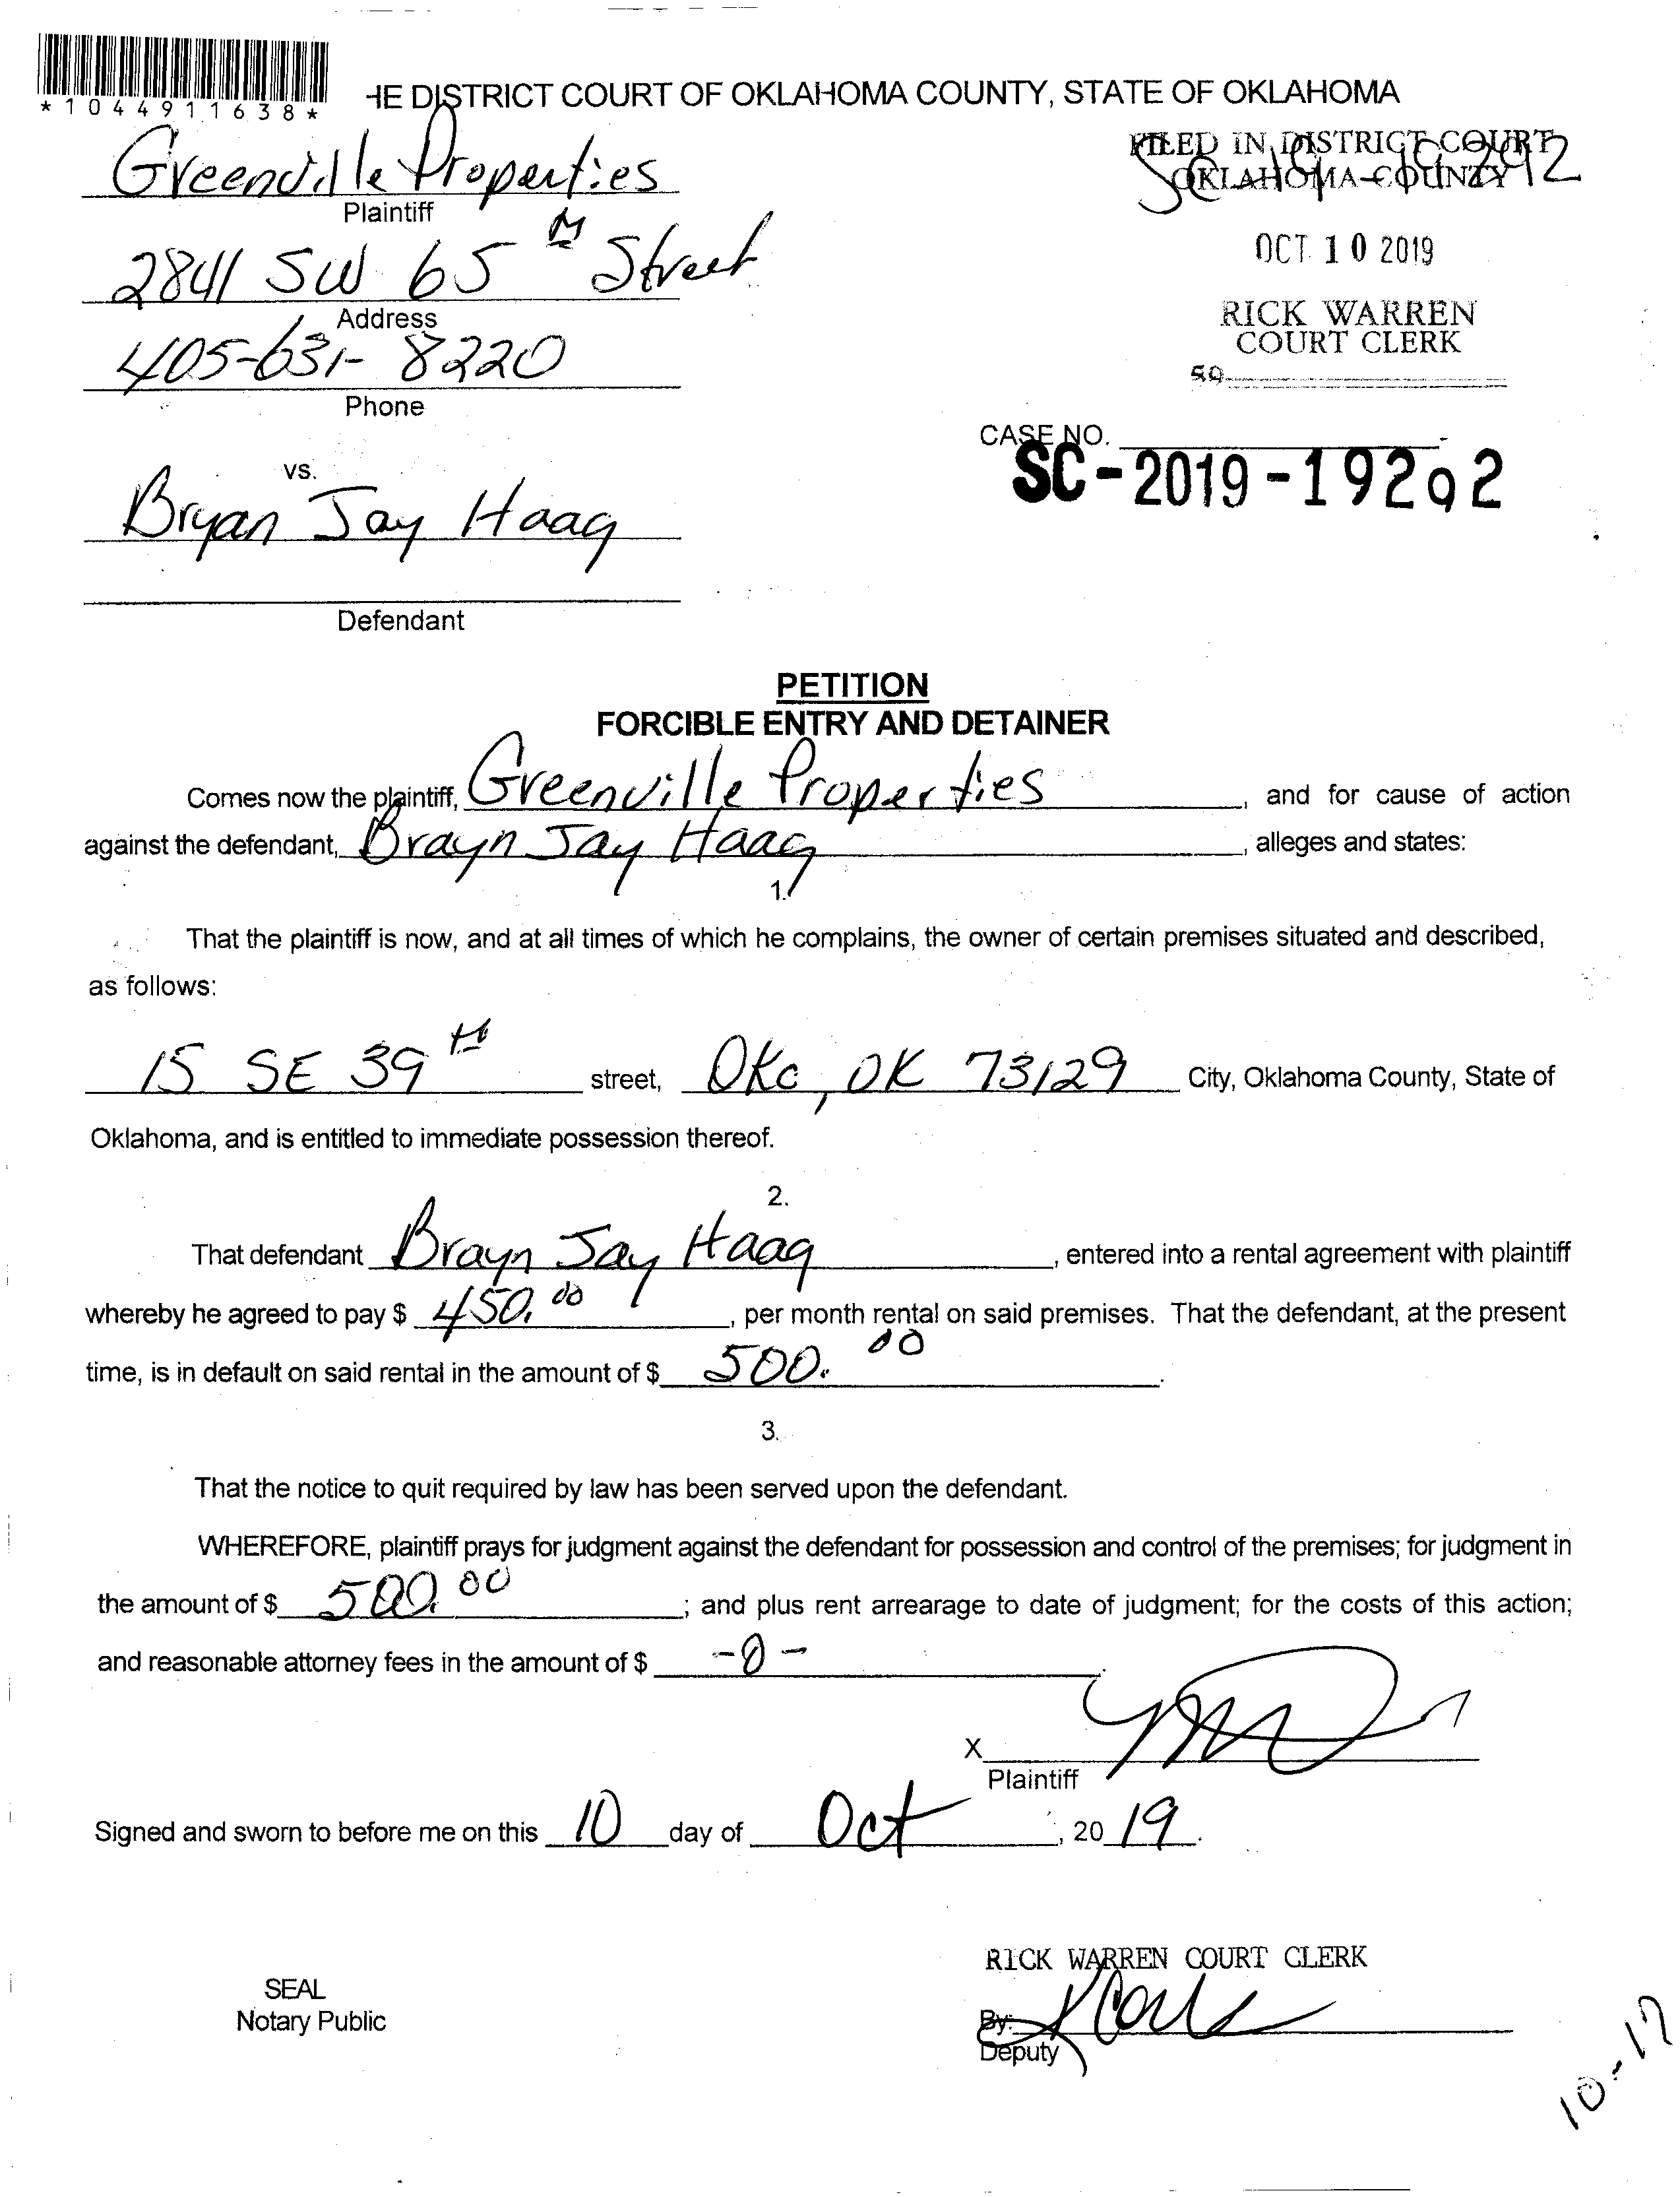 *1044911638*
HE DISTRICT COURT OF OKLAHOMA COUNTY, STATE OF OKLAHOMA
Greenville Properties
Plaintiff
FILED IN DISTRICT COURT
OKLAHOMA COUNTY
SC-19-19292
2841 SW 65th Street
Address
OCT 10 2019
RICK WARREN
COURT CLERK
405-631-8220
Phone
59
CASE NO.
SC-2019-19292
vs.
Bryan Jay Haag
Defendant
PETITION
FORCIBLE ENTRY AND DETAINER
Comes now the plaintiff, Greenville Properties, and for cause of action
against the defendant, Brayn Jay Haag, alleges and states:
1.
That the plaintiff is now, and at all times of which he complains, the owner of certain premises situated and described,
as follows:
15 SE 39th street, OKC, OK 73129 City, Oklahoma County, State of
Oklahoma, and is entitled to immediate possession thereof.
2.
That defendant Brayn Jay Haag, entered into a rental agreement with plaintiff
whereby he agreed to pay $ 450.00, per month rental on said premises. That the defendant, at the present
time, is in default on said rental in the amount of $ 500.00.
3.
That the notice to quit required by law has been served upon the defendant.
WHEREFORE, plaintiff prays for judgment against the defendant for possession and control of the premises; for judgment in
the amount of $ 500.00; and plus rent arrearage to date of judgment; for the costs of this action;
and reasonable attorney fees in the amount of $ -0-.
X
Plaintiff
Signed and sworn to before me on this 10 day of Oct, 2019.
RICK WARREN COURT CLERK
SEAL
Notary Public
By:
Deputy
10-17